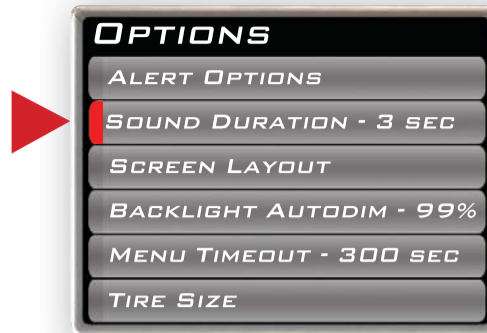 OPTIONS
ALERT OPTIONS
SOUND DURATION - 3 SEC
SCREEN LAYOUT
BACKLIGHT AUTODIM - 99%
MENU TIMEOUT - 300 SEC
TIRE SIZE